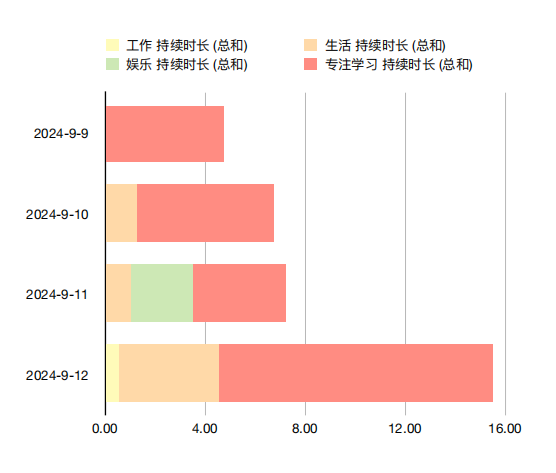 工作 持续时长 (总和) 生活 持续时长 (总和)
娱乐 持续时长 (总和) 专注学习 持续时长 (总和)
2024-9-9
2024-9-10
2024-9-11
2024-9-12
0.00 4.00 8.00 12.00 16.00